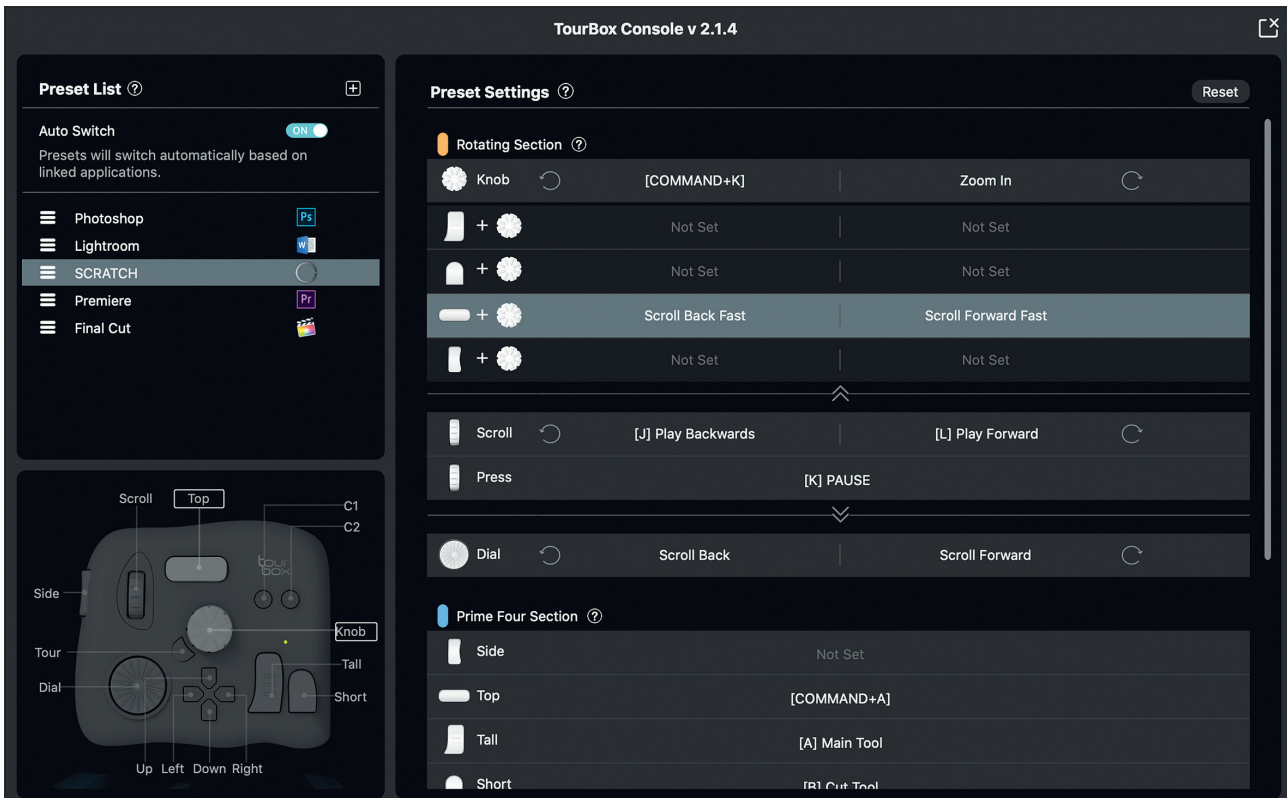 TourBox Console v 2.1.4
Preset List ?
Auto Switch ON
Presets will switch automatically based on
linked applications.
Photoshop Ps
Lightroom W
SCRATCH
Premiere Pr
Final Cut
Preset Settings ? Reset
Rotating Section ?
Knob [COMMAND+K] Zoom In
+ Not Set Not Set
+ Not Set Not Set
+ Scroll Back Fast Scroll Forward Fast
+ Not Set Not Set
Scroll [J] Play Backwards [L] Play Forward
Press [K] PAUSE
Dial Scroll Back Scroll Forward
Prime Four Section ?
Side Not Set
Top [COMMAND+A]
Tall [A] Main Tool
Short [B] Cut Tool
Scroll Top C1
C2
tour
box
Side
Knob
Tour
Tall
Dial
Short
Up Left Down Right